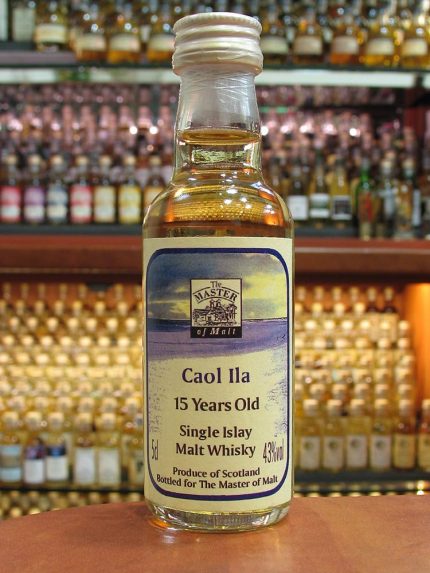 The
MASTER
of Malt
Caol Ila
15 Years Old
Single Islay
5cl Malt Whisky 43%vol
Produce of Scotland
Bottled for The Master of Malt